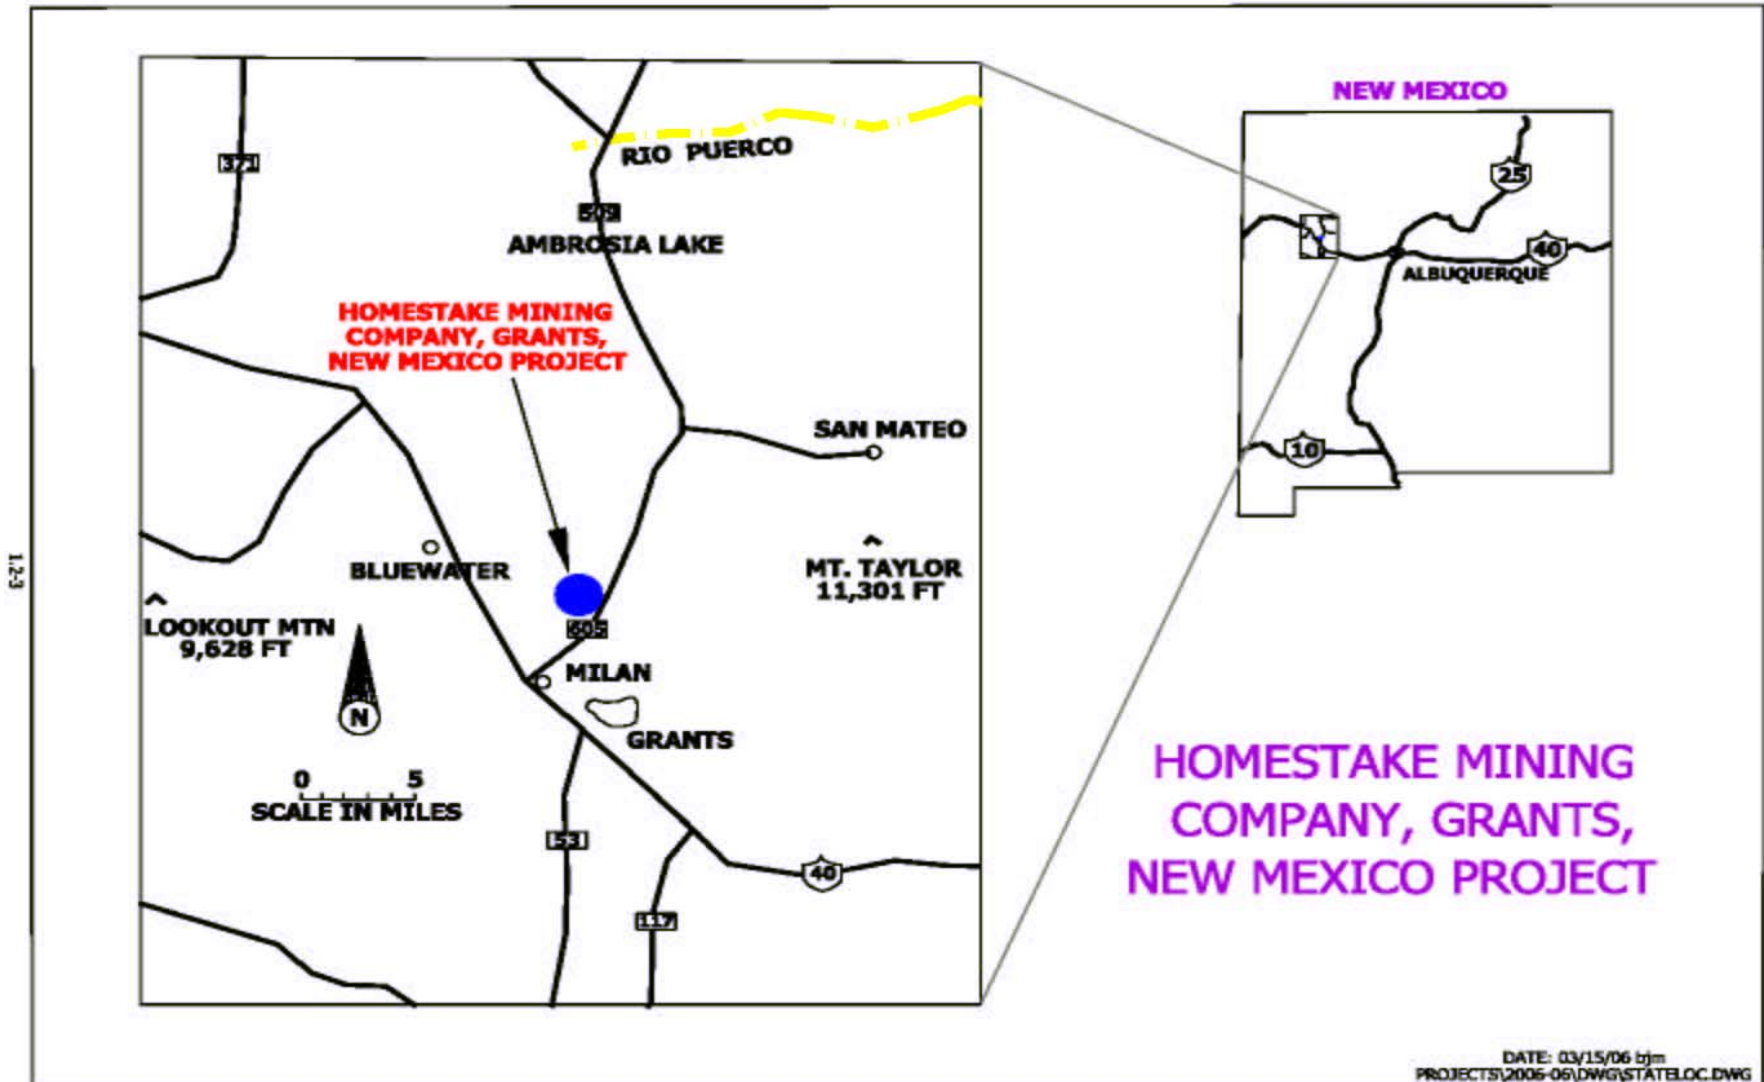 NEW MEXICO
371
RIO PUERCO
25
509
AMBROSIA LAKE
40
ALBUQUERQUE
HOMESTAKE MINING
COMPANY, GRANTS,
NEW MEXICO PROJECT
SAN MATEO
10
BLUEWATER
MT. TAYLOR
11,301 FT
1.2-3
LOOKOUT MTN
9,628 FT
605
MILAN
N
GRANTS
0 5
SCALE IN MILES
53
40
117
HOMESTAKE MINING
COMPANY, GRANTS,
NEW MEXICO PROJECT
DATE: 03/15/06 bjm
PROJECTS\2006-06\DWG\STATELOC.DWG